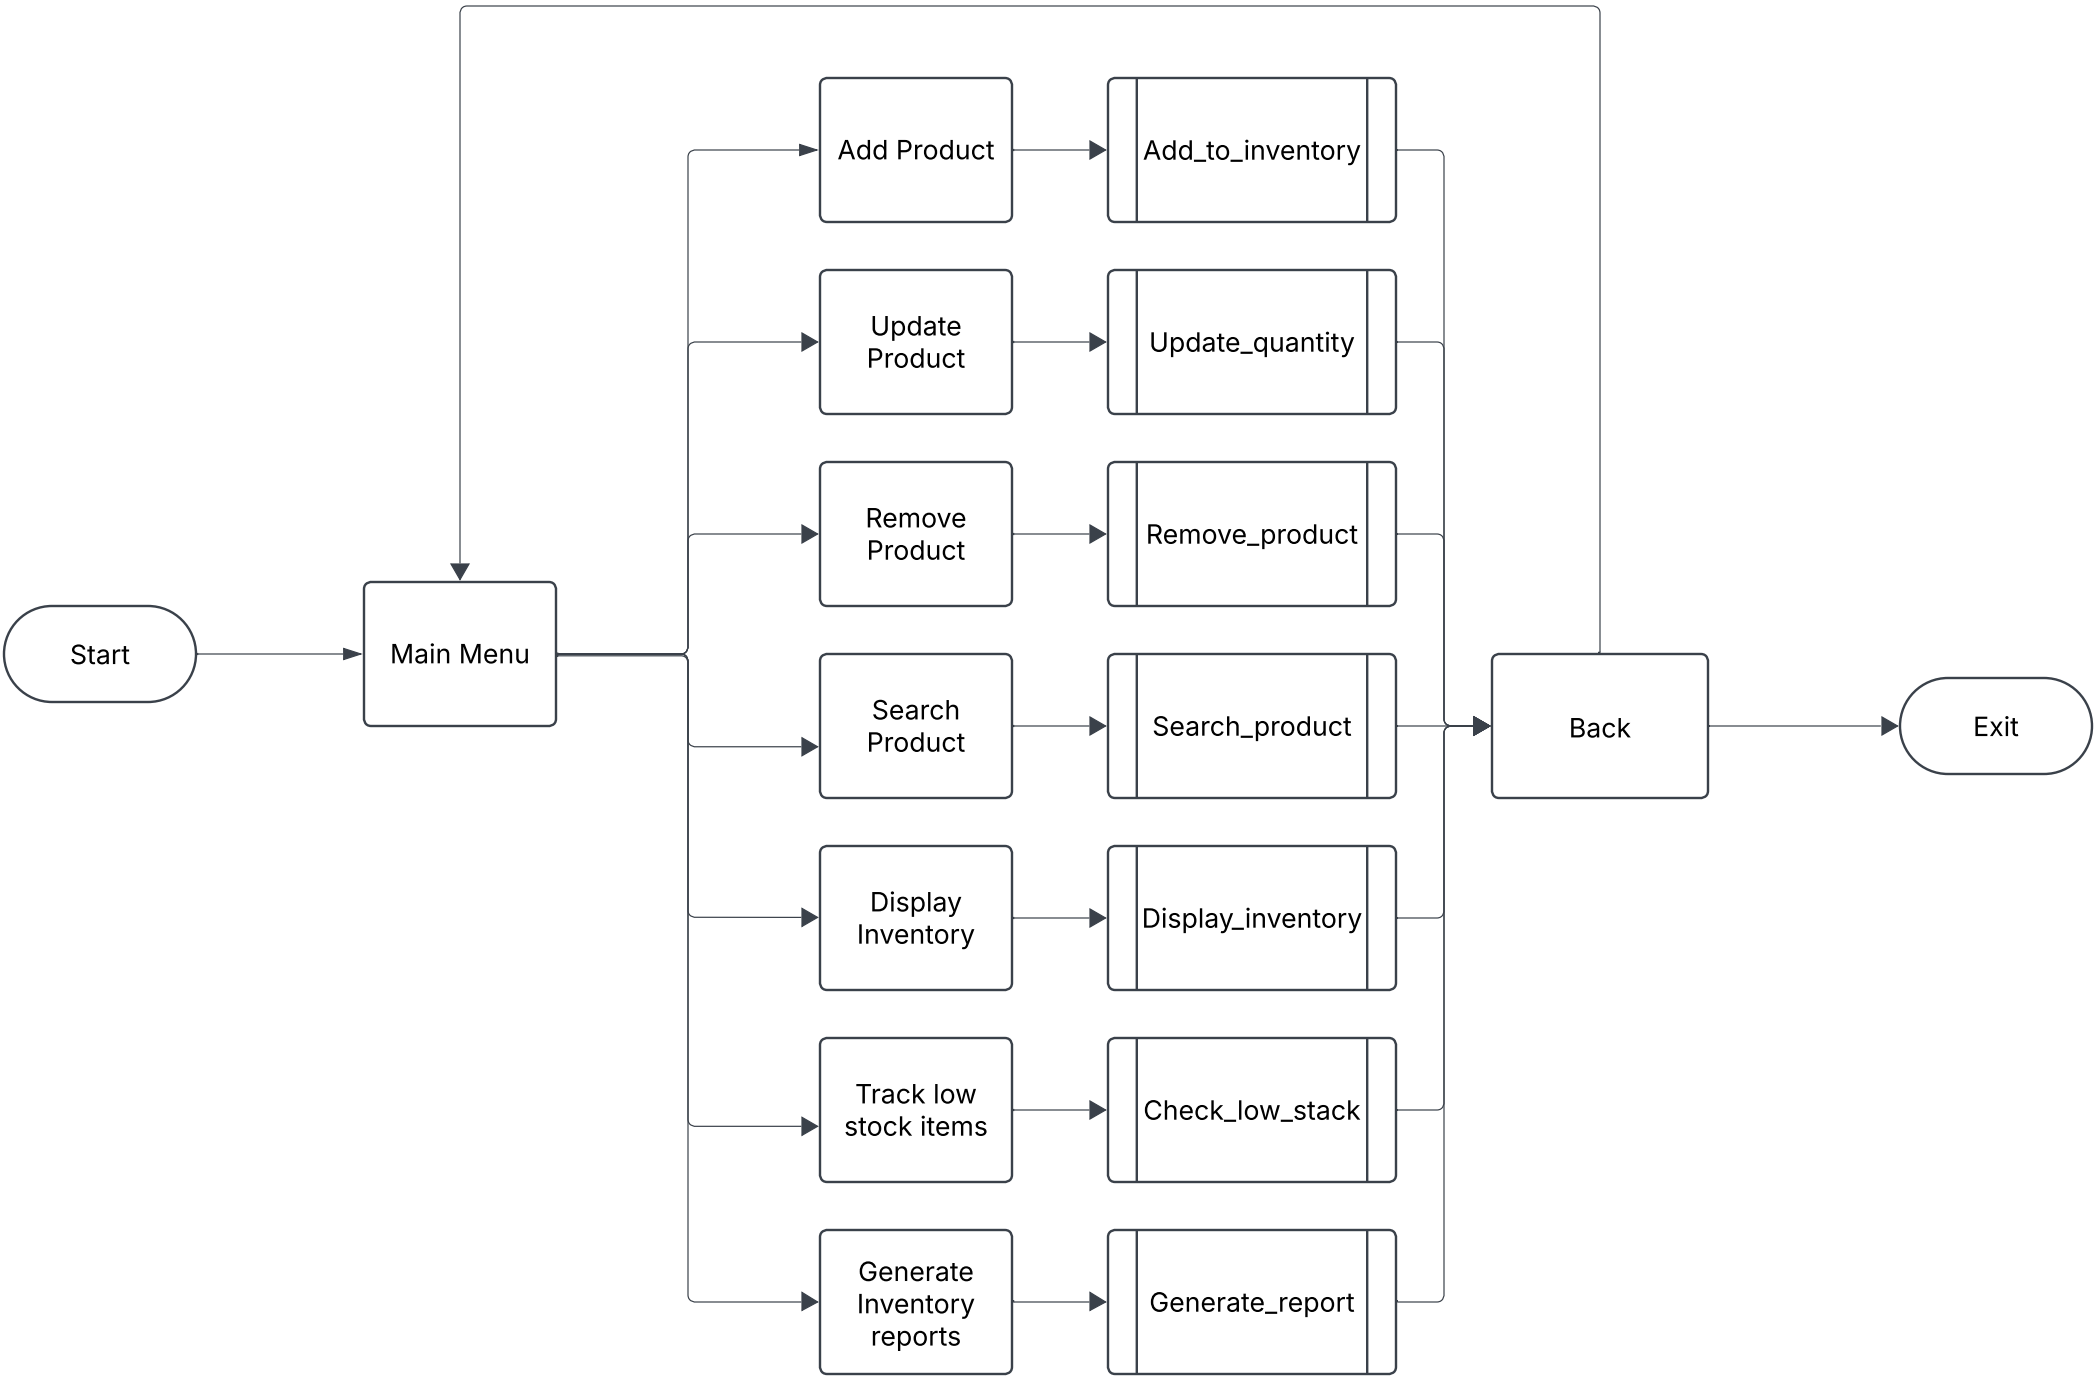 Add Product
Add_to_inventory
Update
Product
Update_quantity
Remove
Product
Remove_product
Start
Main Menu
Search
Product
Search_product
Back
Exit
Display
Inventory
Display_inventory
Track low
stock items
Check_low_stack
Generate
Inventory
reports
Generate_report